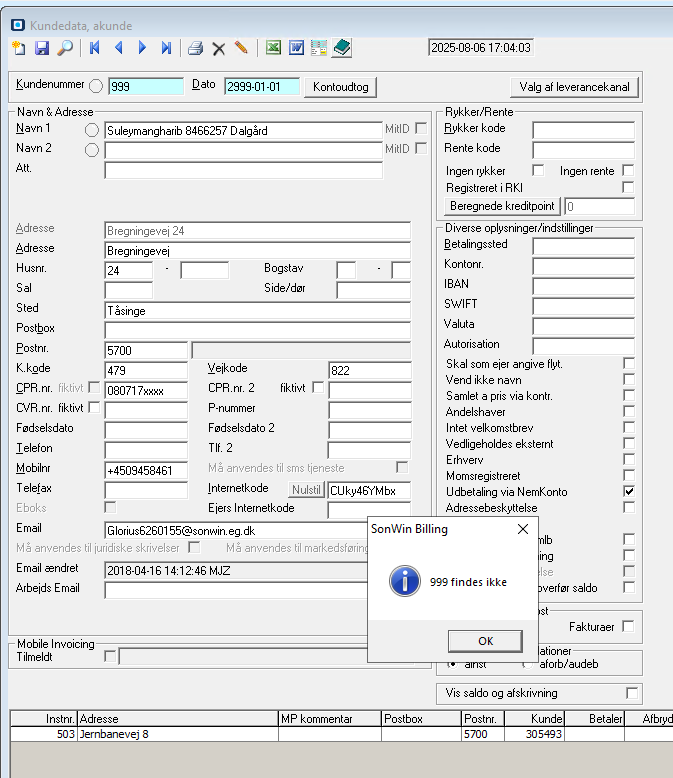 Kundedata, akunde
2025-08-06 17:04:03
Kundenummer 999 Dato 2999-01-01 Kontoudtog Valg af leverancekanal
Navn & Adresse
Navn 1 Suleymangharib 8466257 Dalgård MitID
Navn 2 MitID
Att.
Adresse Bregningevej 24
Adresse Bregningevej
Husnr. 24 - Bogstav -
Sal Side/dør
Sted Tåsinge
Postbox
Postnr. 5700
K.kode 479 Vejkode 822
CPR.nr. fiktivt 080717xxxx CPR.nr. 2 fiktivt
CVR.nr. fiktivt P-nummer
Fødselsdato Fødselsdato 2
Telefon Tlf. 2
Mobilnr +4509458461 Må anvendes til sms tjeneste
Telefax Internetkode Nulstil CUky46YMbx
Eboks Ejers Internetkode
Email Glorius6260155@sonwin.eg.dk
Må anvendes til juridiske skrivelser Må anvendes til markedsføring
Email ændret 2018-04-16 14:12:46 MJZ
Arbejds Email
Mobile Invoicing
Tilmeldt
Rykker/Rente
Rykker kode
Rente kode
Ingen rykker Ingen rente
Registreret i RKI
Beregnede kreditpoint 0
Diverse oplysninger/indstillinger
Betalingssted
Kontonr.
IBAN
SWIFT
Valuta
Autorisation
Skal som ejer angive flyt.
Vend ikke navn
Samlet a pris via kontr.
Andelshaver
Intet velkomstbrev
Vedligeholdes eksternt
Erhverv
Momsregistreret
Udbetaling via NemKonto
Adressebeskyttelse
mlb
ing
else
overfør saldo
ost
Fakturaer
ationer
ainst aforb/audeb
Vis saldo og afskrivning
SonWin Billing
999 findes ikke
OK
Instnr. Adresse MP kommentar Postbox Postnr. Kunde Betaler Afbryd
503 Jernbanevej 8 5700 305493